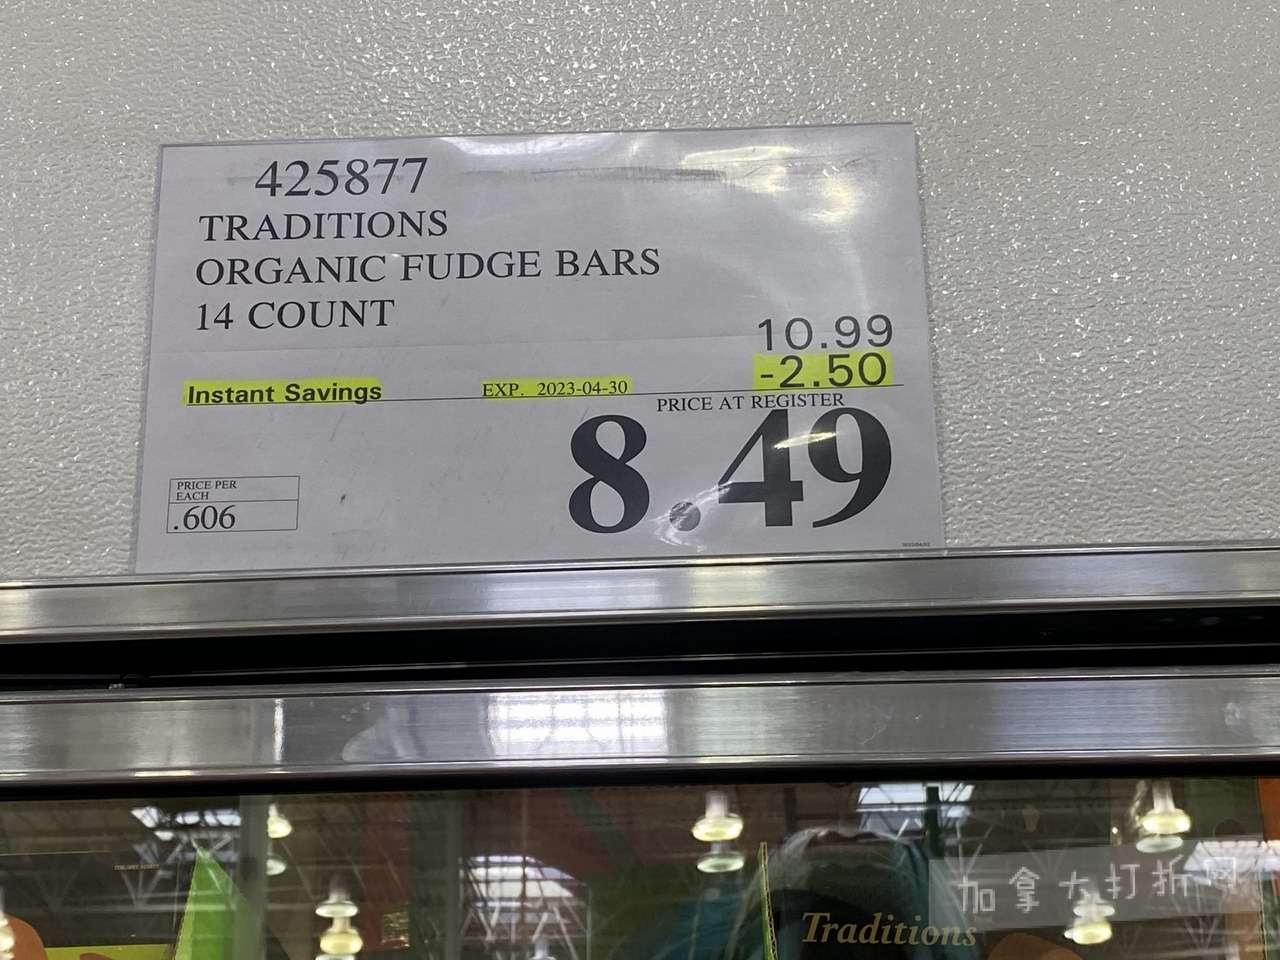 425877
TRADITIONS
ORGANIC FUDGE BARS
14 COUNT
10.99
-2.50
Instant Savings
EXP. 2023-04-30
PRICE AT REGISTER
8.49
PRICE PER
EACH
.606
Traditions
加拿大打折网